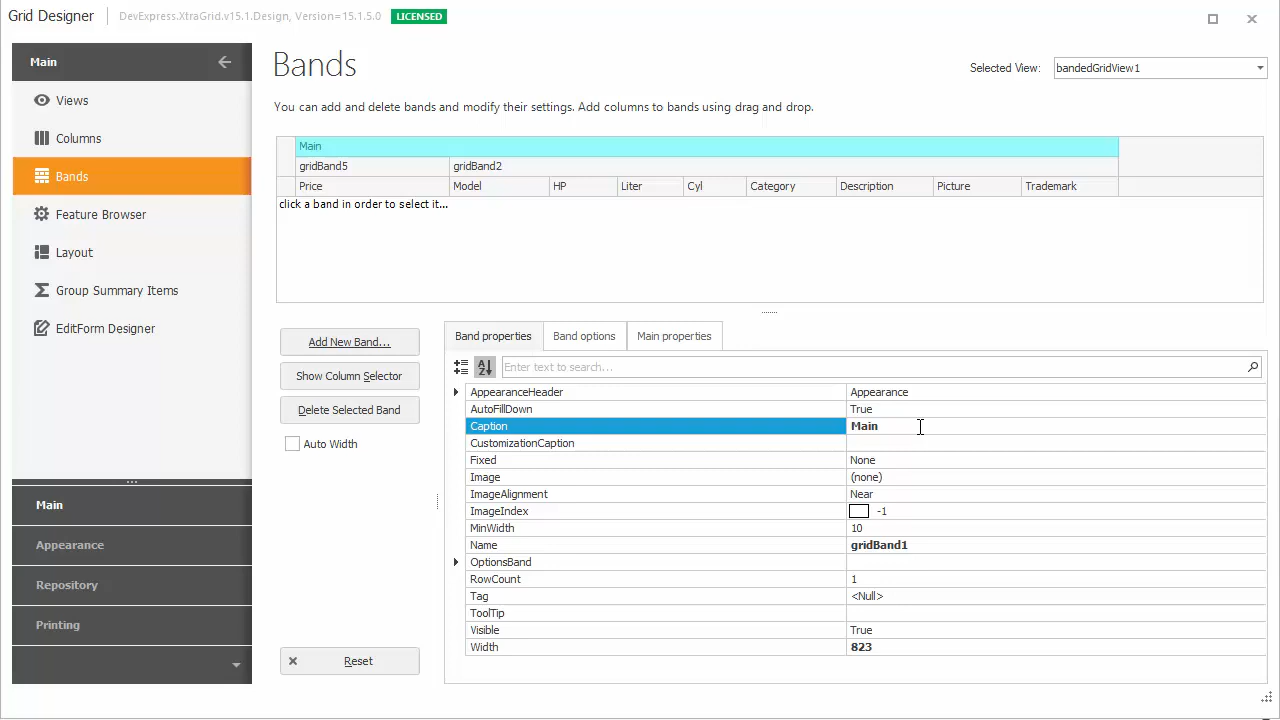 Grid Designer DevExpress.XtraGrid.v15.1.Design, Version=15.1.5.0 LICENSED
Main
Views
Columns
Bands
Feature Browser
Layout
Group Summary Items
EditForm Designer
Main
Appearance
Repository
Printing
Bands
Selected View: bandedGridView1
You can add and delete bands and modify their settings. Add columns to bands using drag and drop.
Main
gridBand5 gridBand2
Price Model HP Liter Cyl Category Description Picture Trademark
click a band in order to select it...
Add New Band...
Show Column Selector
Delete Selected Band
Auto Width
Reset
Band properties Band options Main properties
Enter text to search...
AppearanceHeader Appearance
AutoFillDown True
Caption Main
CustomizationCaption
Fixed None
Image (none)
ImageAlignment Near
ImageIndex -1
MinWidth 10
Name gridBand1
OptionsBand
RowCount 1
Tag <Null>
ToolTip
Visible True
Width 823